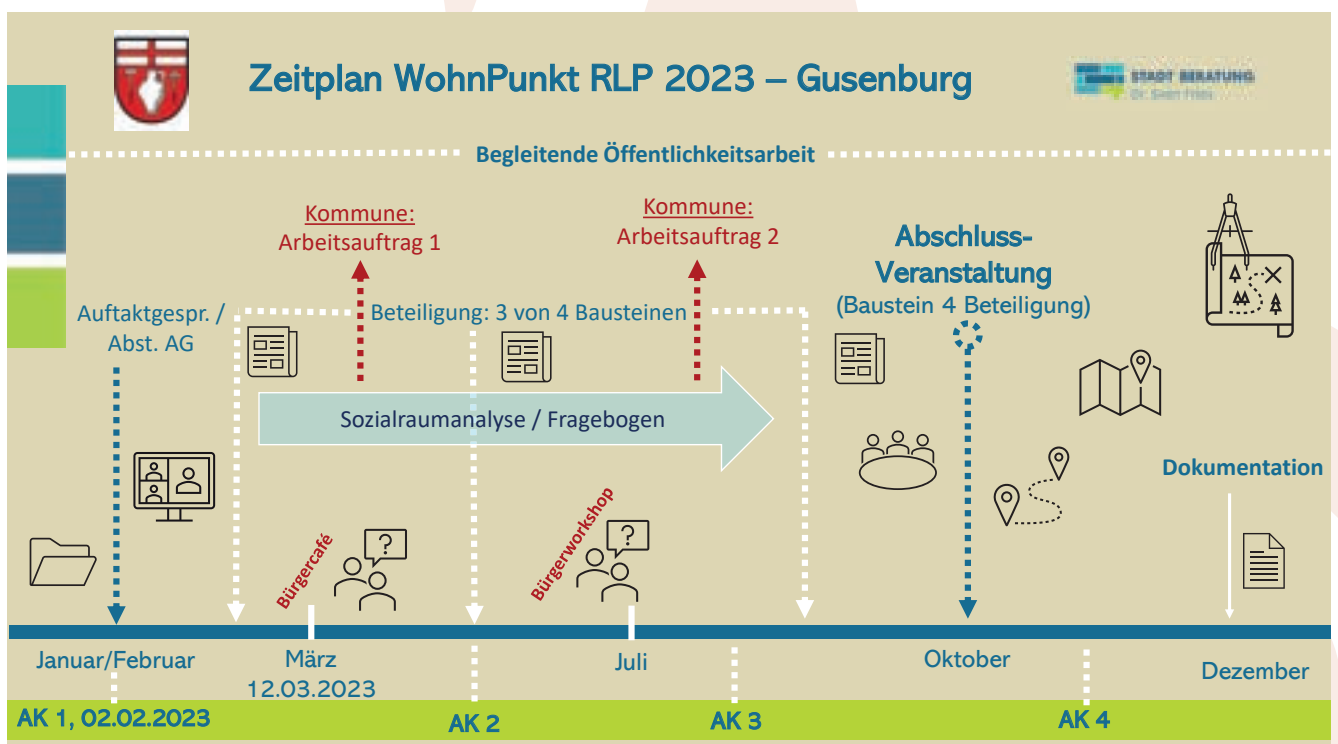 Zeitplan WohnPunkt RLP 2023 – Gusenburg
STADT BERATUNG
Begleitende Öffentlichkeitsarbeit
Kommune:
Arbeitsauftrag 1
Kommune:
Arbeitsauftrag 2
Abschluss-
Veranstaltung
(Baustein 4 Beteiligung)
Auftaktgespr. /
Abst. AG
Beteiligung: 3 von 4 Bausteinen
Sozialraumanalyse / Fragebogen
Dokumentation
?
?
Bürgercafé
Bürgerworkshop
Januar/Februar
März
12.03.2023
Juli
Oktober
Dezember
AK 1, 02.02.2023
AK 2
AK 3
AK 4